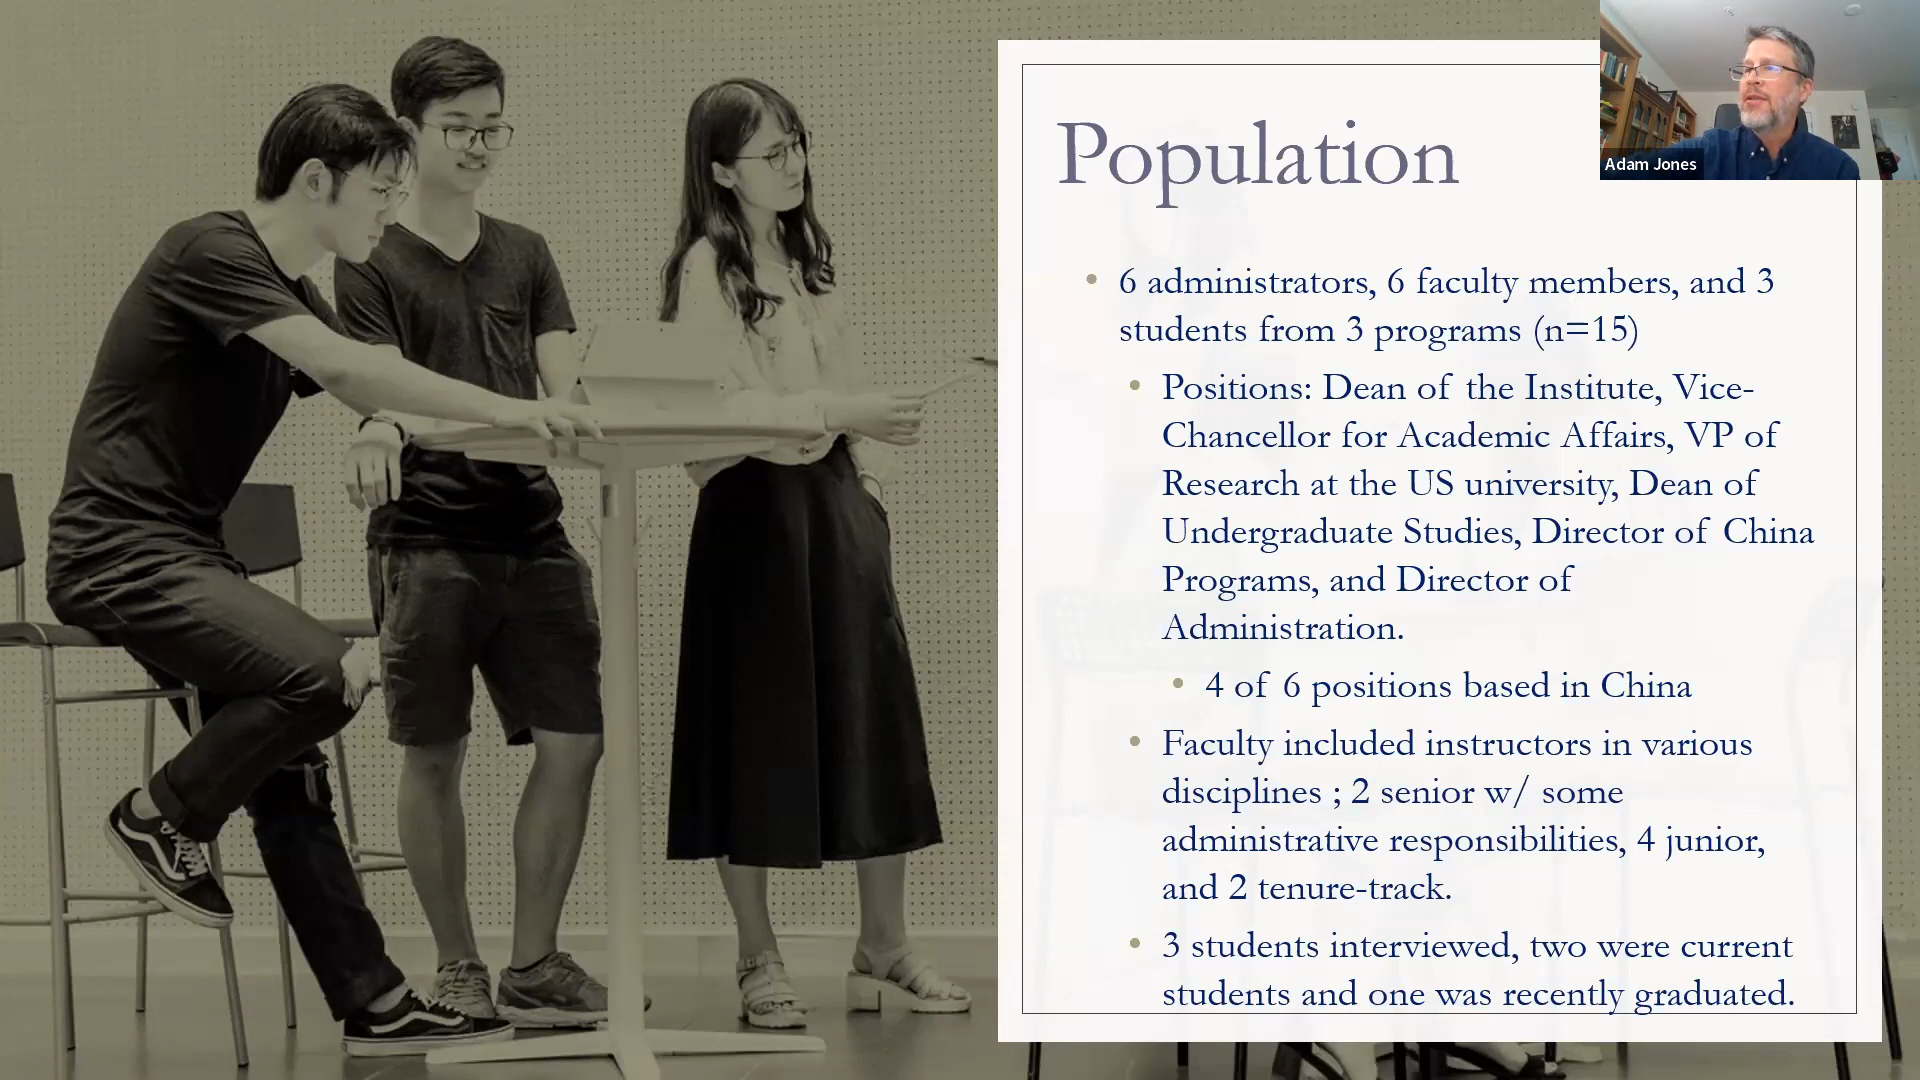 Population
Adam Jones
• 6 administrators, 6 faculty members, and 3
students from 3 programs (n=15)
• Positions: Dean of the Institute, Vice-
Chancellor for Academic Affairs, VP of
Research at the US university, Dean of
Undergraduate Studies, Director of China
Programs, and Director of
Administration.
• 4 of 6 positions based in China
• Faculty included instructors in various
disciplines ; 2 senior w/ some
administrative responsibilities, 4 junior,
and 2 tenure-track.
• 3 students interviewed, two were current
students and one was recently graduated.